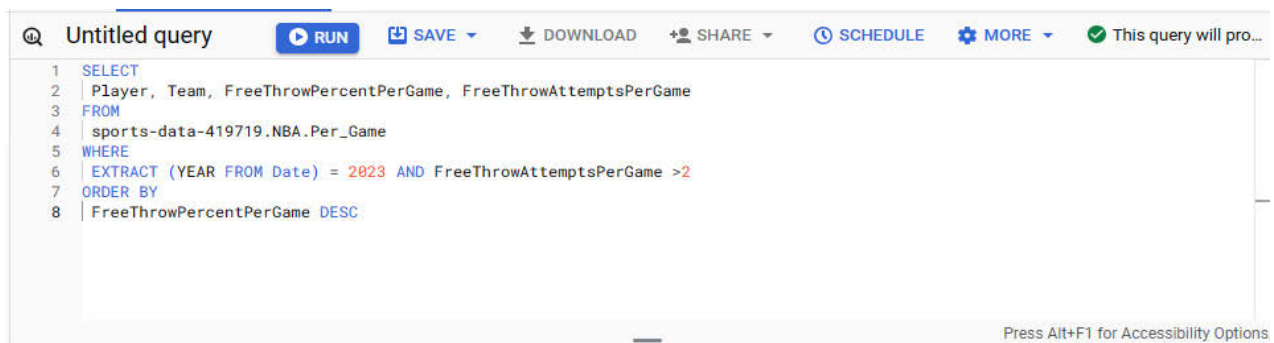 Untitled query RUN SAVE DOWNLOAD SHARE SCHEDULE MORE This query will pro...
1 SELECT
2 Player, Team, FreeThrowPercentPerGame, FreeThrowAttemptsPerGame
3 FROM
4 sports-data-419719.NBA.Per_Game
5 WHERE
6 EXTRACT (YEAR FROM Date) = 2023 AND FreeThrowAttemptsPerGame >2
7 ORDER BY
8 FreeThrowPercentPerGame DESC
Press Alt+F1 for Accessibility Options